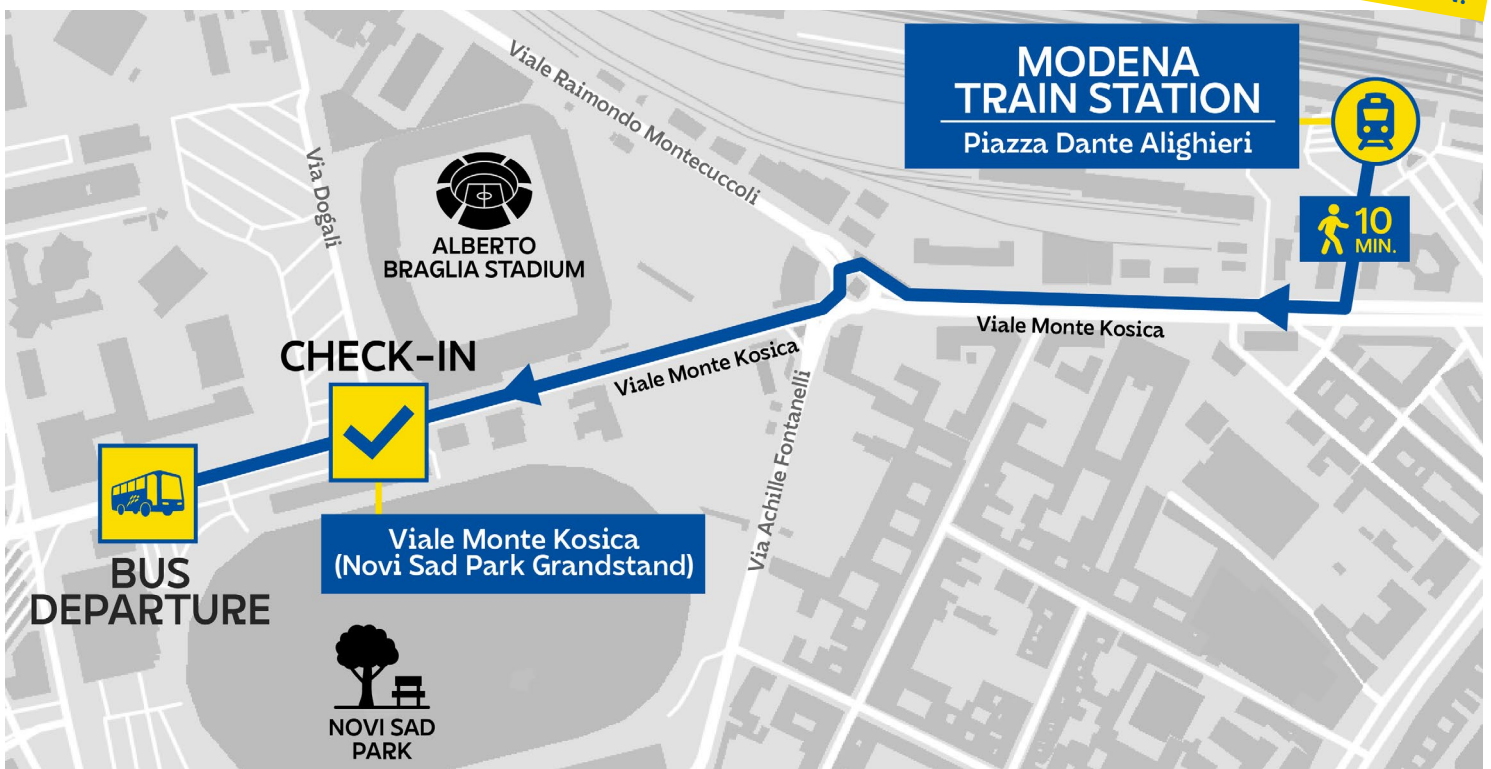 MODENA
TRAIN STATION
Piazza Dante Alighieri
10
MIN.
Viale Raimondo Montecuccoli
Via Dogali
ALBERTO
BRAGLIA STADIUM
Viale Monte Kosica
Viale Monte Kosica
CHECK-IN
Via Achille Fontanelli
Viale Monte Kosica
(Novi Sad Park Grandstand)
BUS
DEPARTURE
NOVI SAD
PARK